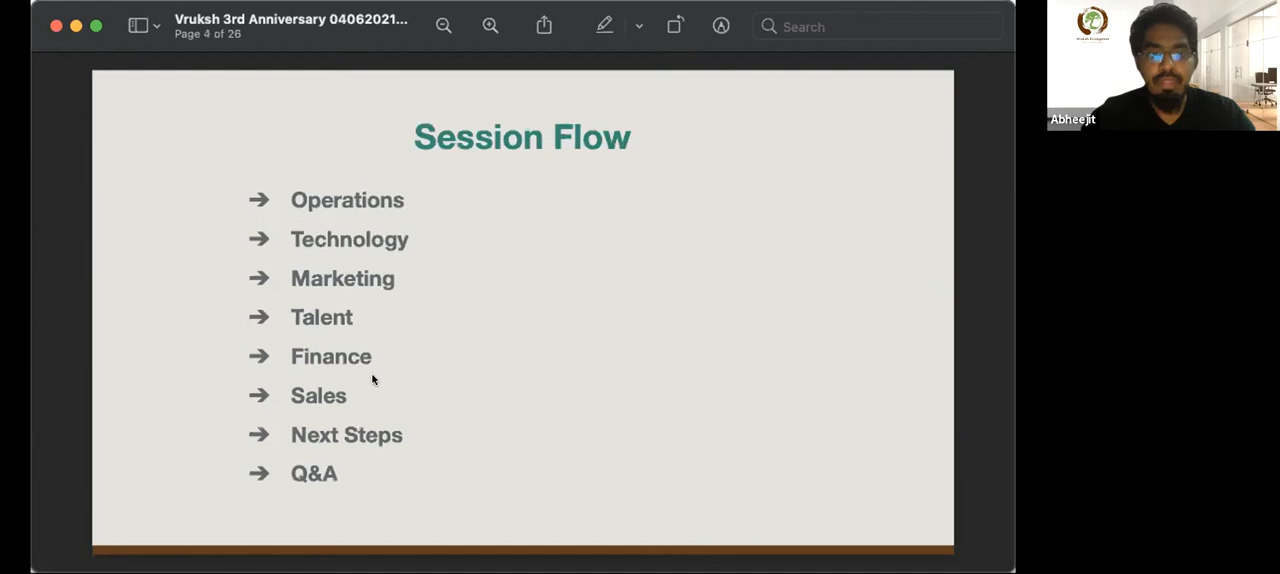 Vruksh 3rd Anniversary 04062021...
Page 4 of 26
Search
Session Flow
➔ Operations
➔ Technology
➔ Marketing
➔ Talent
➔ Finance
➔ Sales
➔ Next Steps
➔ Q&A
Abheejit